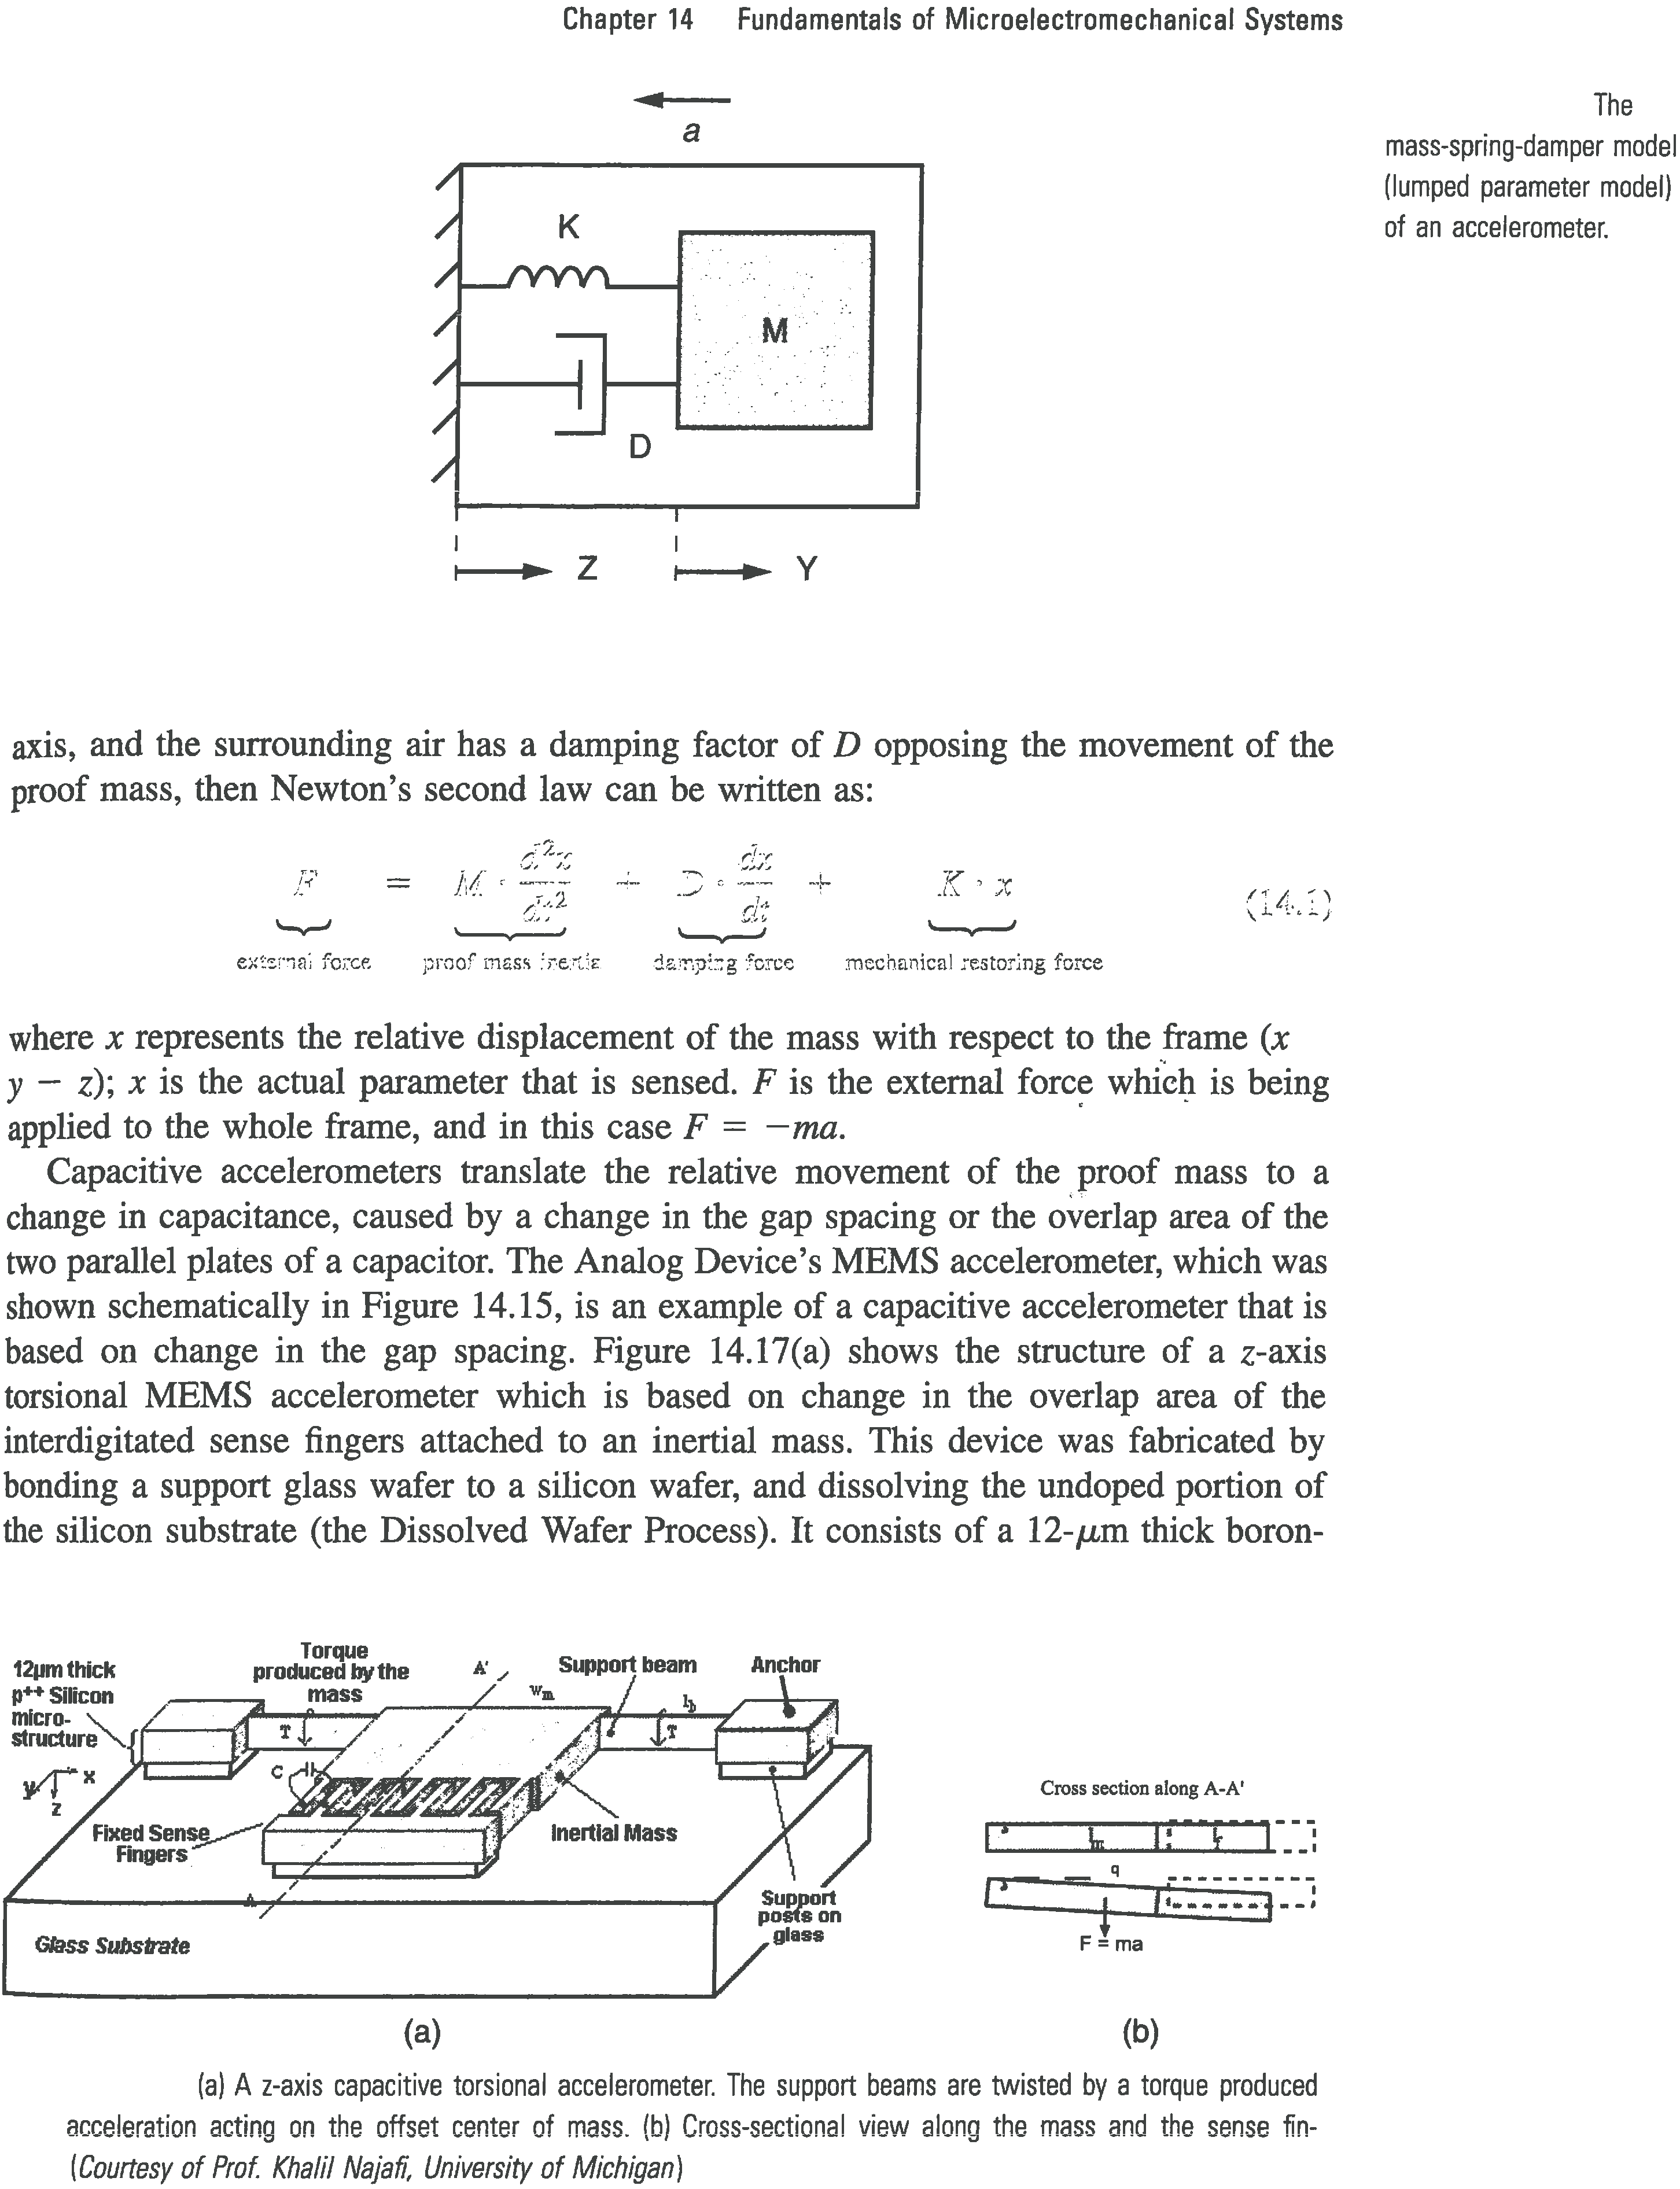 Chapter 14 Fundamentals of Microelectromechanical Systems
a
The
mass-spring-damper model
(lumped parameter model)
of an accelerometer.
K
M
D
Z
Y
axis, and the surrounding air has a damping factor of D opposing the movement of the
proof mass, then Newton's second law can be written as:
F = M · d²x/dt² + D · dx/dt + K · x (14.1)
external force proof mass inertia damping force mechanical restoring force
where x represents the relative displacement of the mass with respect to the frame (x
y − z); x is the actual parameter that is sensed. F is the external force which is being
applied to the whole frame, and in this case F = −ma.
Capacitive accelerometers translate the relative movement of the proof mass to a
change in capacitance, caused by a change in the gap spacing or the overlap area of the
two parallel plates of a capacitor. The Analog Device's MEMS accelerometer, which was
shown schematically in Figure 14.15, is an example of a capacitive accelerometer that is
based on change in the gap spacing. Figure 14.17(a) shows the structure of a z-axis
torsional MEMS accelerometer which is based on change in the overlap area of the
interdigitated sense fingers attached to an inertial mass. This device was fabricated by
bonding a support glass wafer to a silicon wafer, and dissolving the undoped portion of
the silicon substrate (the Dissolved Wafer Process). It consists of a 12-μm thick boron-
12μm thick
p++ Silicon
micro-
structure
Torque
produced by the
mass
A'
wm
Support beam
lb
Anchor
T
T
C
y
x
z
Fixed Sense
Fingers
Inertial Mass
A
Support
posts on
glass
Glass Substrate
Cross section along A-A'
lm
lf
q
F = ma
(a)
(b)
(a) A z-axis capacitive torsional accelerometer. The support beams are twisted by a torque produced
acceleration acting on the offset center of mass. (b) Cross-sectional view along the mass and the sense fin-
(Courtesy of Prof. Khalil Najafi, University of Michigan)